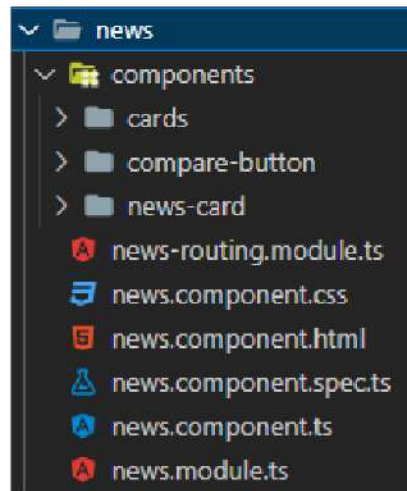 news
components
cards
compare-button
news-card
news-routing.module.ts
news.component.css
news.component.html
news.component.spec.ts
news.component.ts
news.module.ts